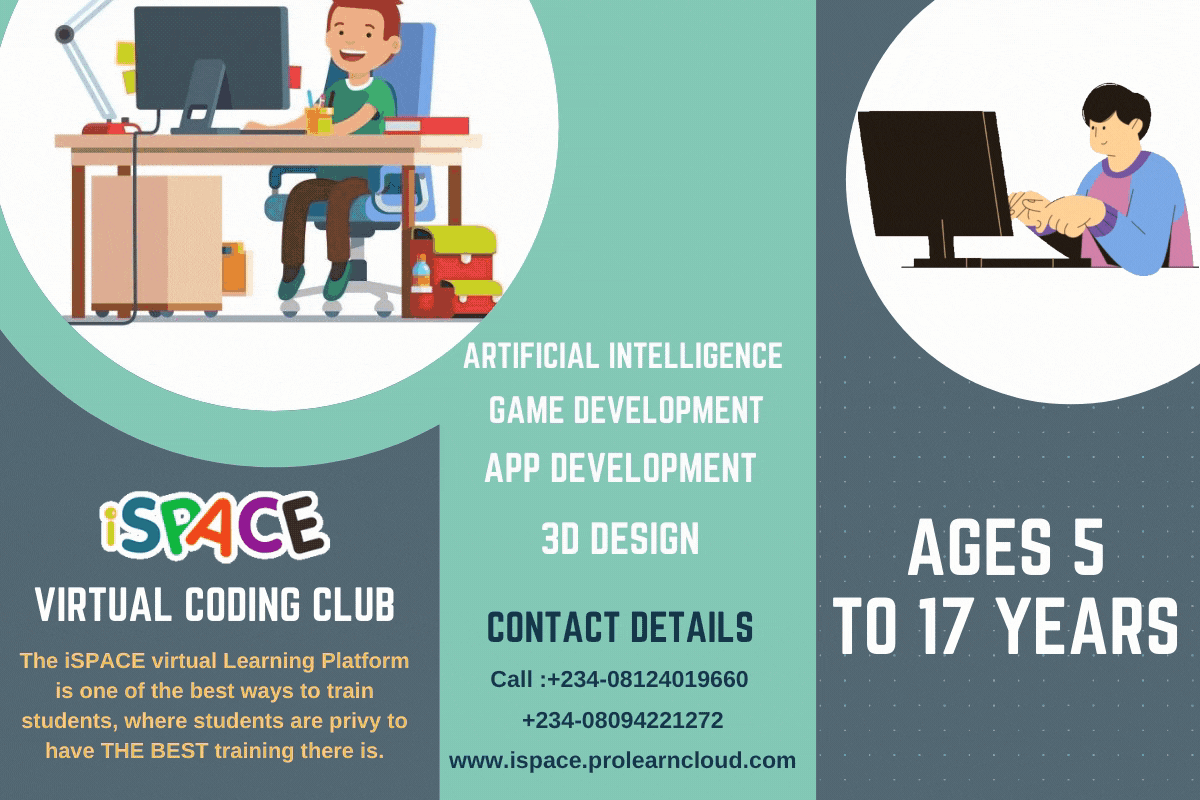 iSPACE
VIRTUAL CODING CLUB
The iSPACE virtual Learning Platform
is one of the best ways to train
students, where students are privy to
have THE BEST training there is.
ARTIFICIAL INTELLIGENCE
GAME DEVELOPMENT
APP DEVELOPMENT
3D DESIGN
CONTACT DETAILS
Call :+234-08124019660
+234-08094221272
www.ispace.prolearncloud.com
AGES 5
TO 17 YEARS